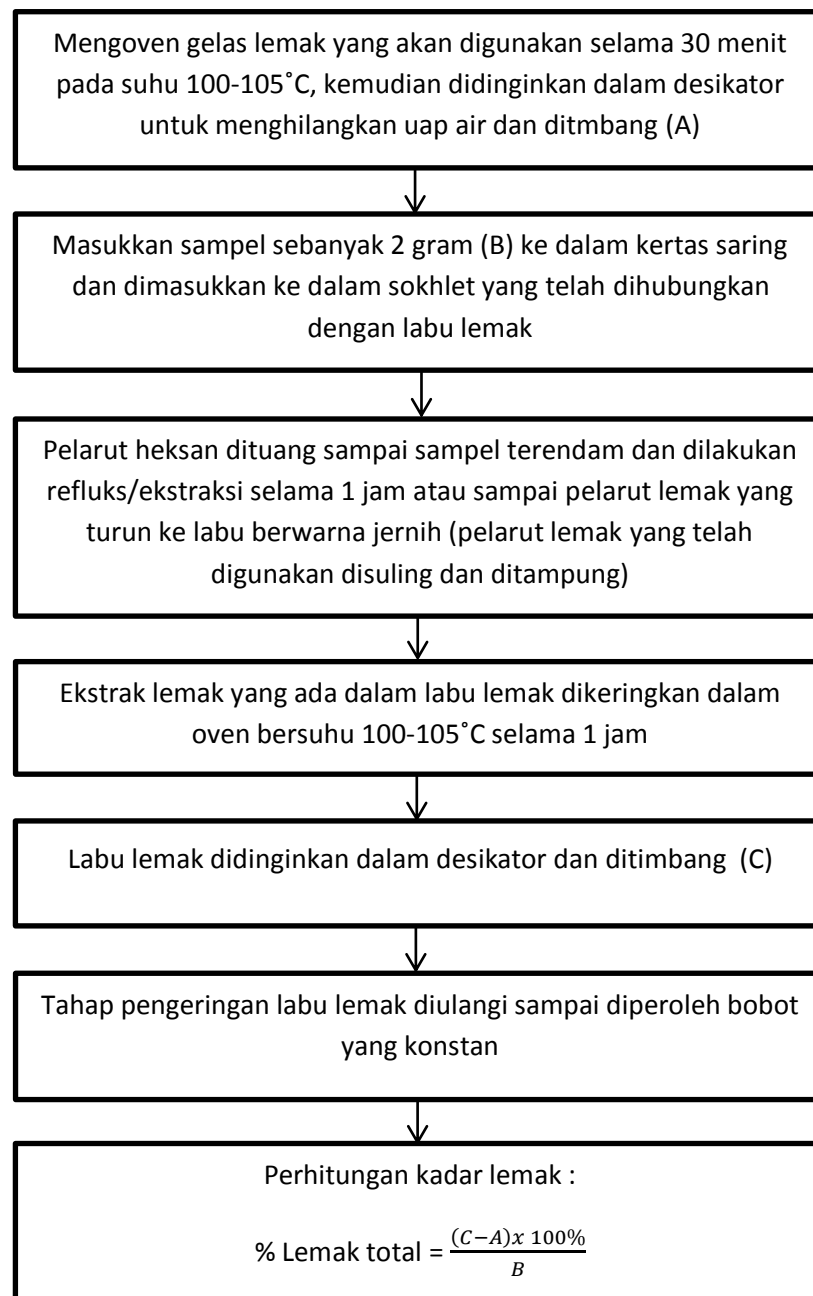 Mengoven gelas lemak yang akan digunakan selama 30 menit
pada suhu 100-105˚C, kemudian didinginkan dalam desikator
untuk menghilangkan uap air dan ditmbang (A)
Masukkan sampel sebanyak 2 gram (B) ke dalam kertas saring
dan dimasukkan ke dalam sokhlet yang telah dihubungkan
dengan labu lemak
Pelarut heksan dituang sampai sampel terendam dan dilakukan
refluks/ekstraksi selama 1 jam atau sampai pelarut lemak yang
turun ke labu berwarna jernih (pelarut lemak yang telah
digunakan disuling dan ditampung)
Ekstrak lemak yang ada dalam labu lemak dikeringkan dalam
oven bersuhu 100-105˚C selama 1 jam
Labu lemak didinginkan dalam desikator dan ditimbang (C)
Tahap pengeringan labu lemak diulangi sampai diperoleh bobot
yang konstan
Perhitungan kadar lemak :
% Lemak total = (C−A)x 100% / B